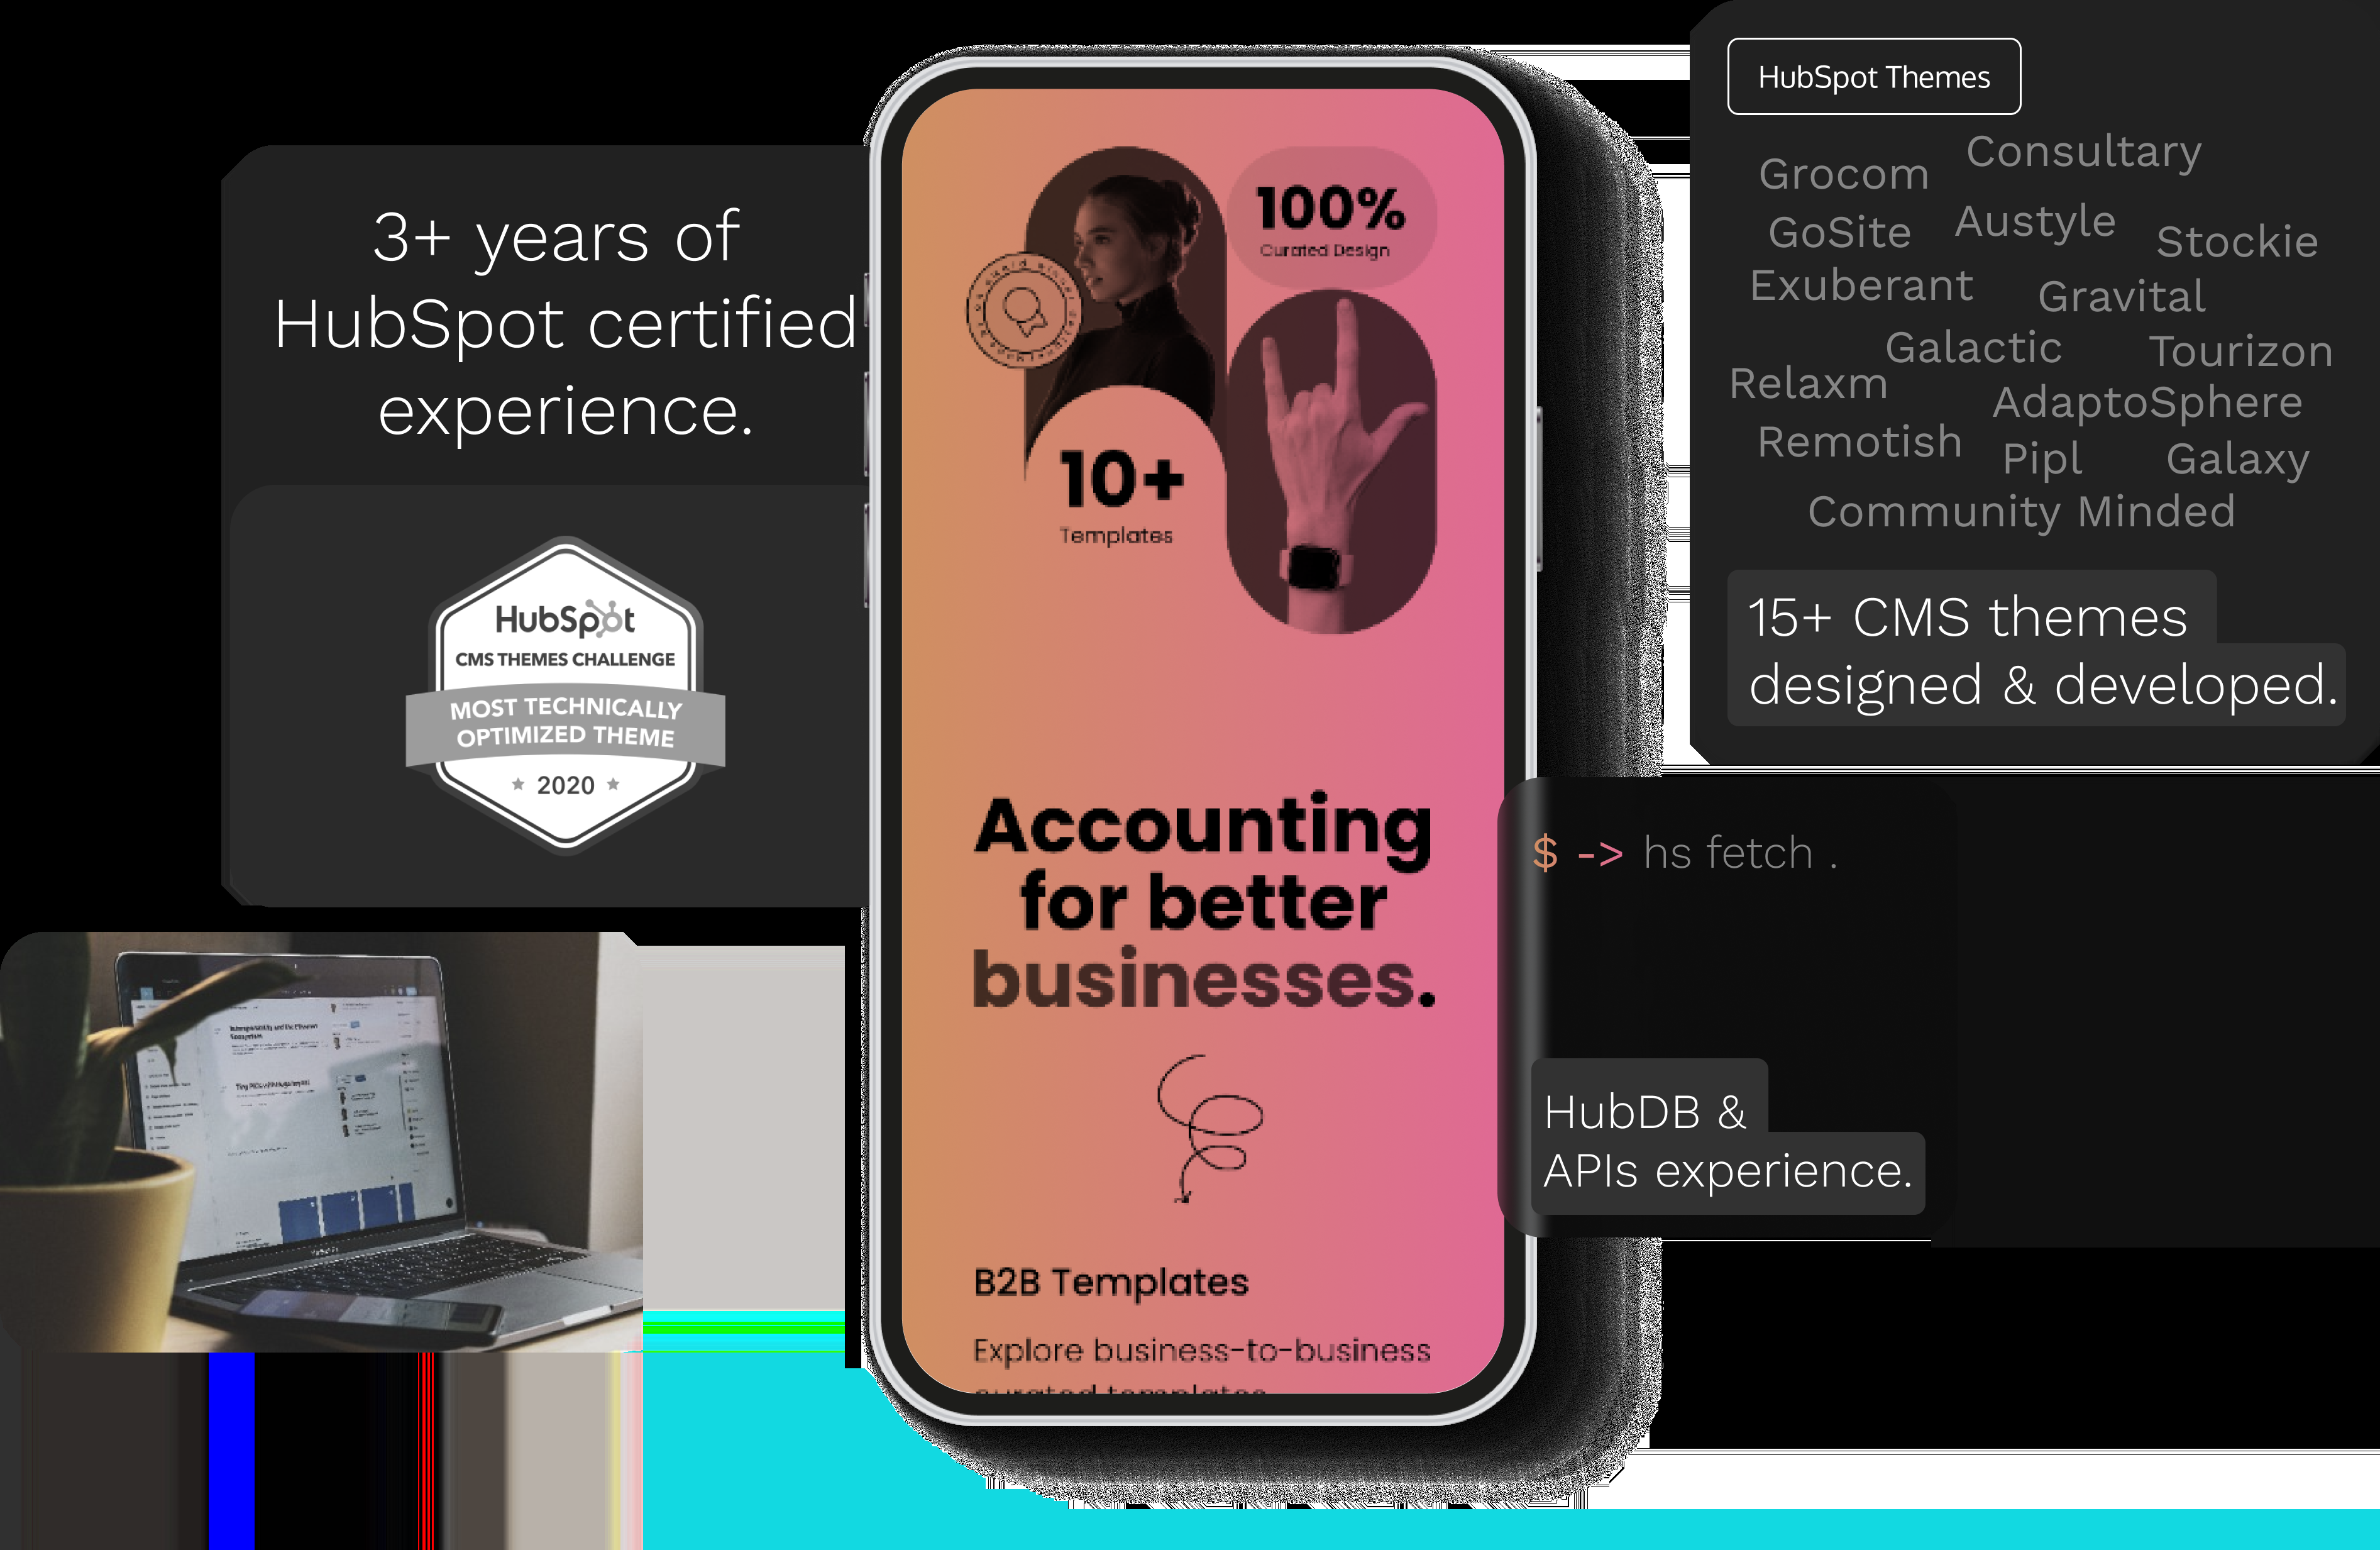 3+ years of
HubSpot certified
experience.
HubSpot
CMS THEMES CHALLENGE
MOST TECHNICALLY
OPTIMIZED THEME
2020
100%
Curated Design
10+
Templates
Accounting
for better
businesses.
B2B Templates
Explore business-to-business
curated templates
HubSpot Themes
Consultary
Grocom
Austyle
GoSite
Stockie
Exuberant
Gravital
Galactic
Tourizon
Relaxm
AdaptoSphere
Remotish
Pipl
Galaxy
Community Minded
15+ CMS themes
designed & developed.
$ -> hs fetch .
HubDB &
APIs experience.